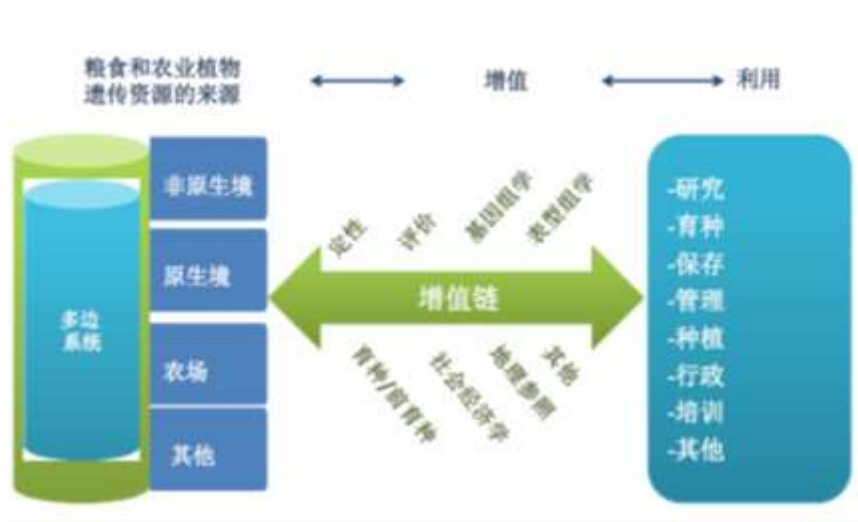 粮食和农业植物
遗传资源的来源
增值
利用
非原生境
原生境
农场
其他
多边
系统
定性
评价
基因组学
表型组学
增值链
育种/前育种
社会经济学
地理参照
其他
-研究
-育种
-保存
-管理
-种植
-行政
-培训
-其他